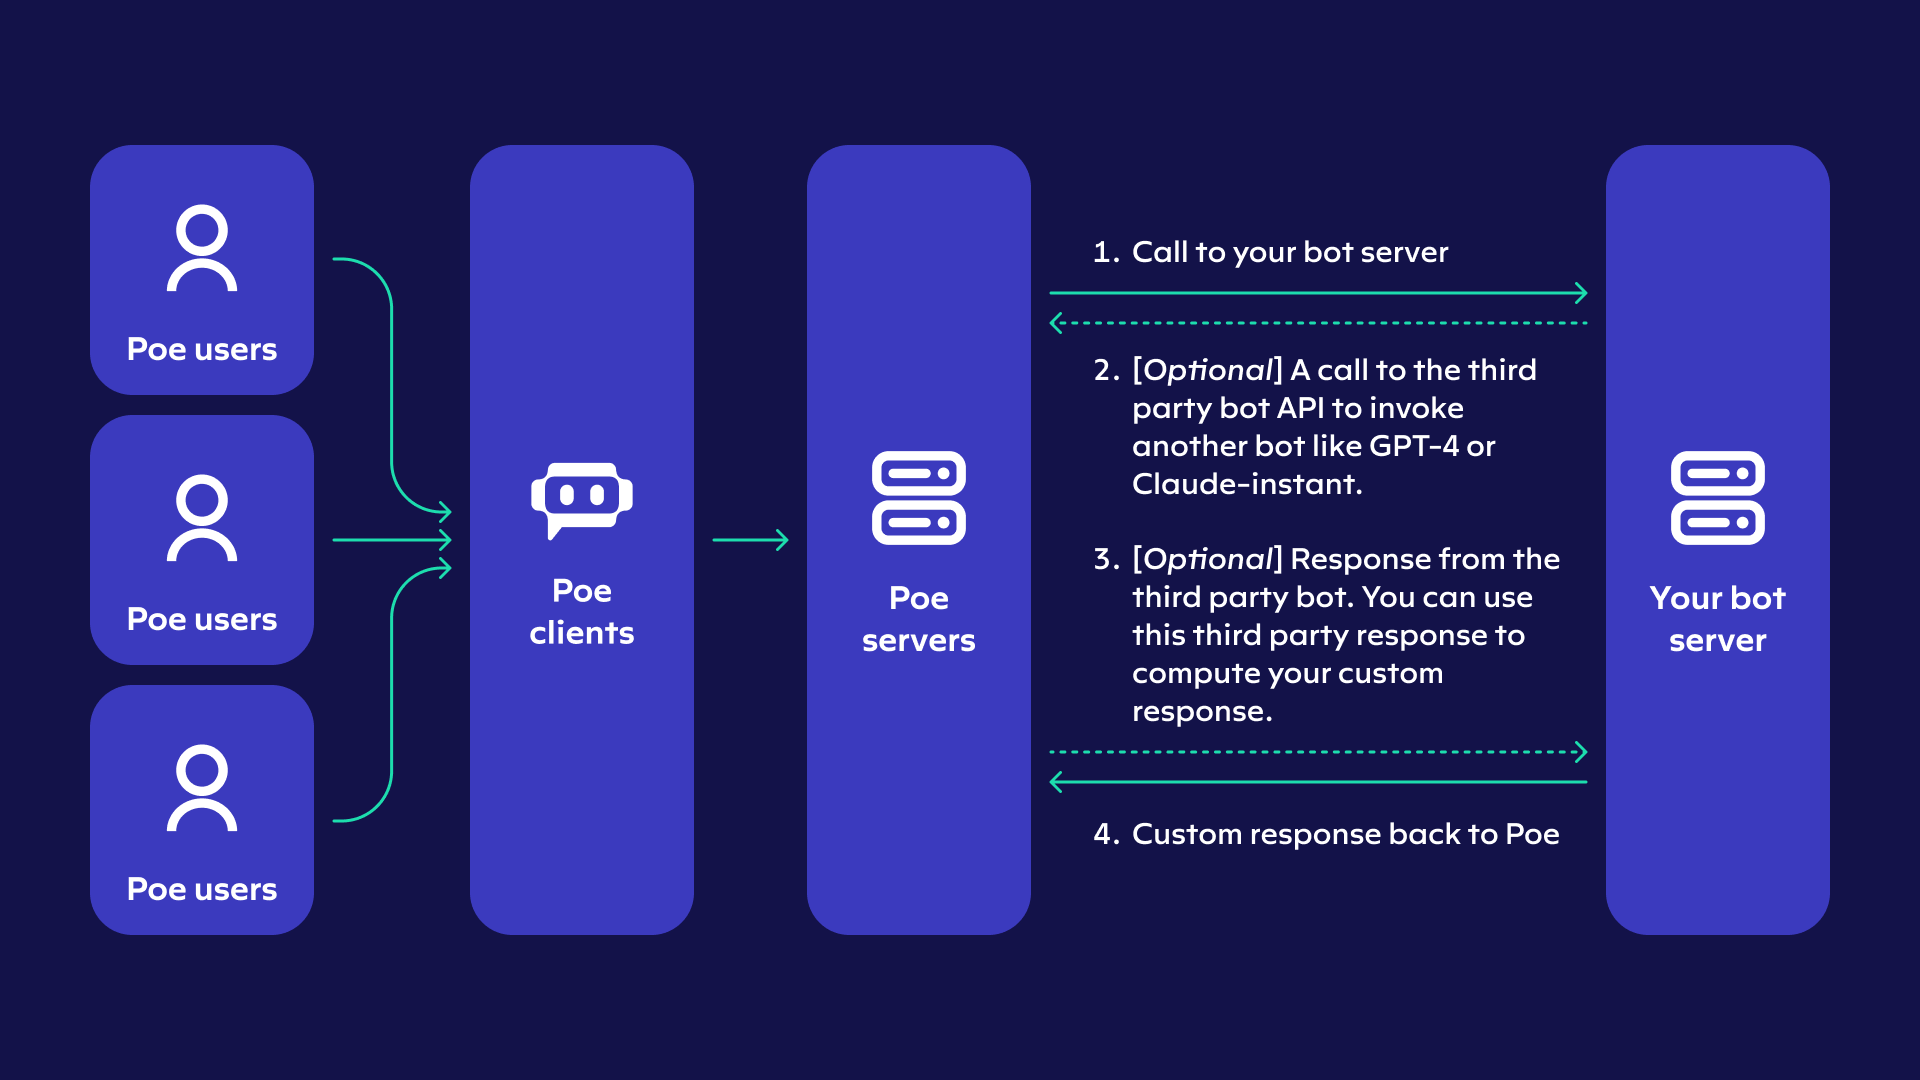 Poe users
Poe users
Poe users
Poe
clients
Poe
servers
1. Call to your bot server
2. [Optional] A call to the third
party bot API to invoke
another bot like GPT-4 or
Claude-instant.
3. [Optional] Response from the
third party bot. You can use
this third party response to
compute your custom
response.
4. Custom response back to Poe
Your bot
server